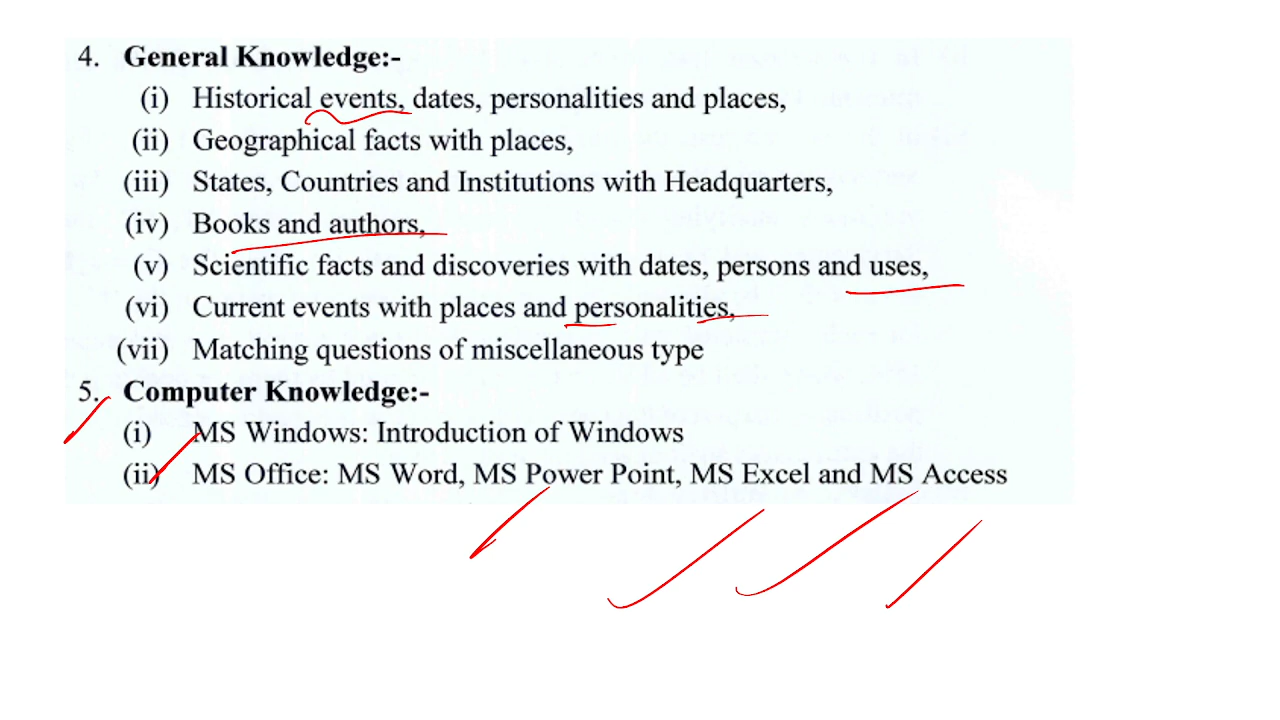 4. General Knowledge:-
(i) Historical events, dates, personalities and places,
(ii) Geographical facts with places,
(iii) States, Countries and Institutions with Headquarters,
(iv) Books and authors,
(v) Scientific facts and discoveries with dates, persons and uses,
(vi) Current events with places and personalities,
(vii) Matching questions of miscellaneous type
5. Computer Knowledge:-
(i) MS Windows: Introduction of Windows
(ii) MS Office: MS Word, MS Power Point, MS Excel and MS Access